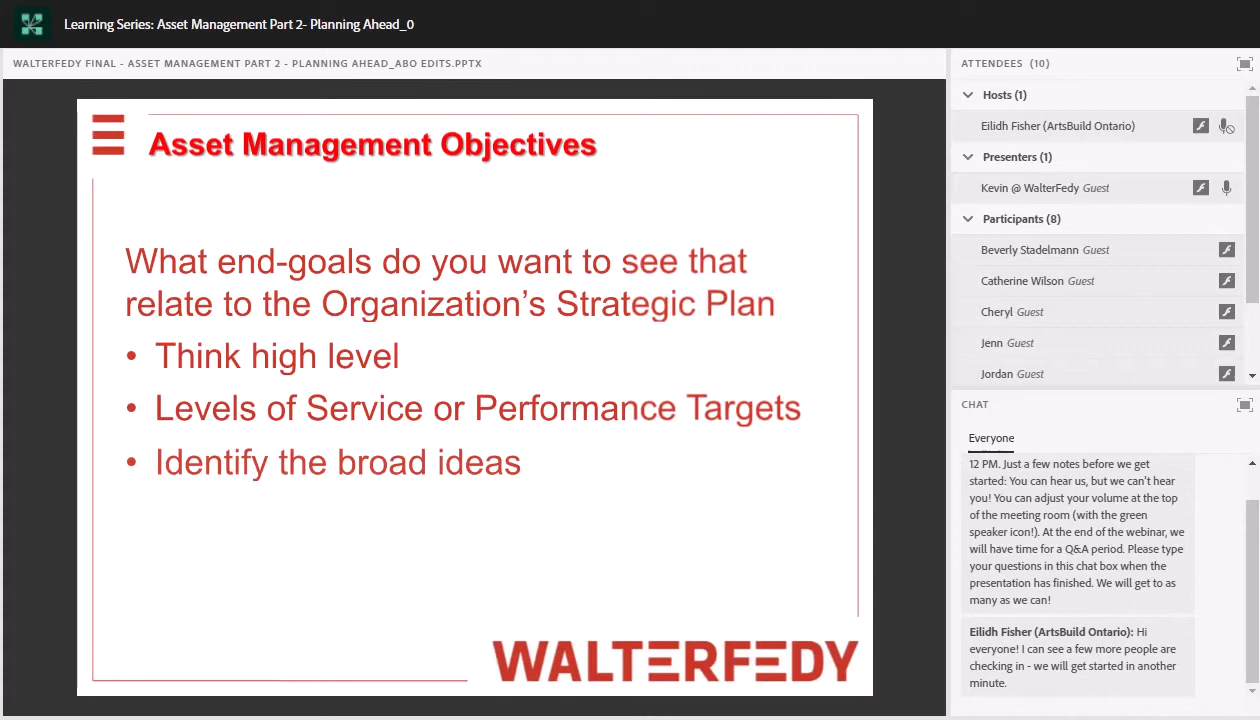 Learning Series: Asset Management Part 2- Planning Ahead_0
WALTERFEDY FINAL - ASSET MANAGEMENT PART 2 - PLANNING AHEAD_ABO EDITS.PPTX
Asset Management Objectives
What end-goals do you want to see that
relate to the Organization’s Strategic Plan
• Think high level
• Levels of Service or Performance Targets
• Identify the broad ideas
WALTERFEDY
ATTENDEES (10)
Hosts (1)
Eilidh Fisher (ArtsBuild Ontario)
Presenters (1)
Kevin @ WalterFedy Guest
Participants (8)
Beverly Stadelmann Guest
Catherine Wilson Guest
Cheryl Guest
Jenn Guest
Jordan Guest
CHAT
Everyone
12 PM. Just a few notes before we get
started: You can hear us, but we can't hear
you! You can adjust your volume at the top
of the meeting room (with the green
speaker icon!). At the end of the webinar, we
will have time for a Q&A period. Please type
your questions in this chat box when the
presentation has finished. We will get to as
many as we can!
Eilidh Fisher (ArtsBuild Ontario): Hi
everyone! I can see a few more people are
checking in - we will get started in another
minute.